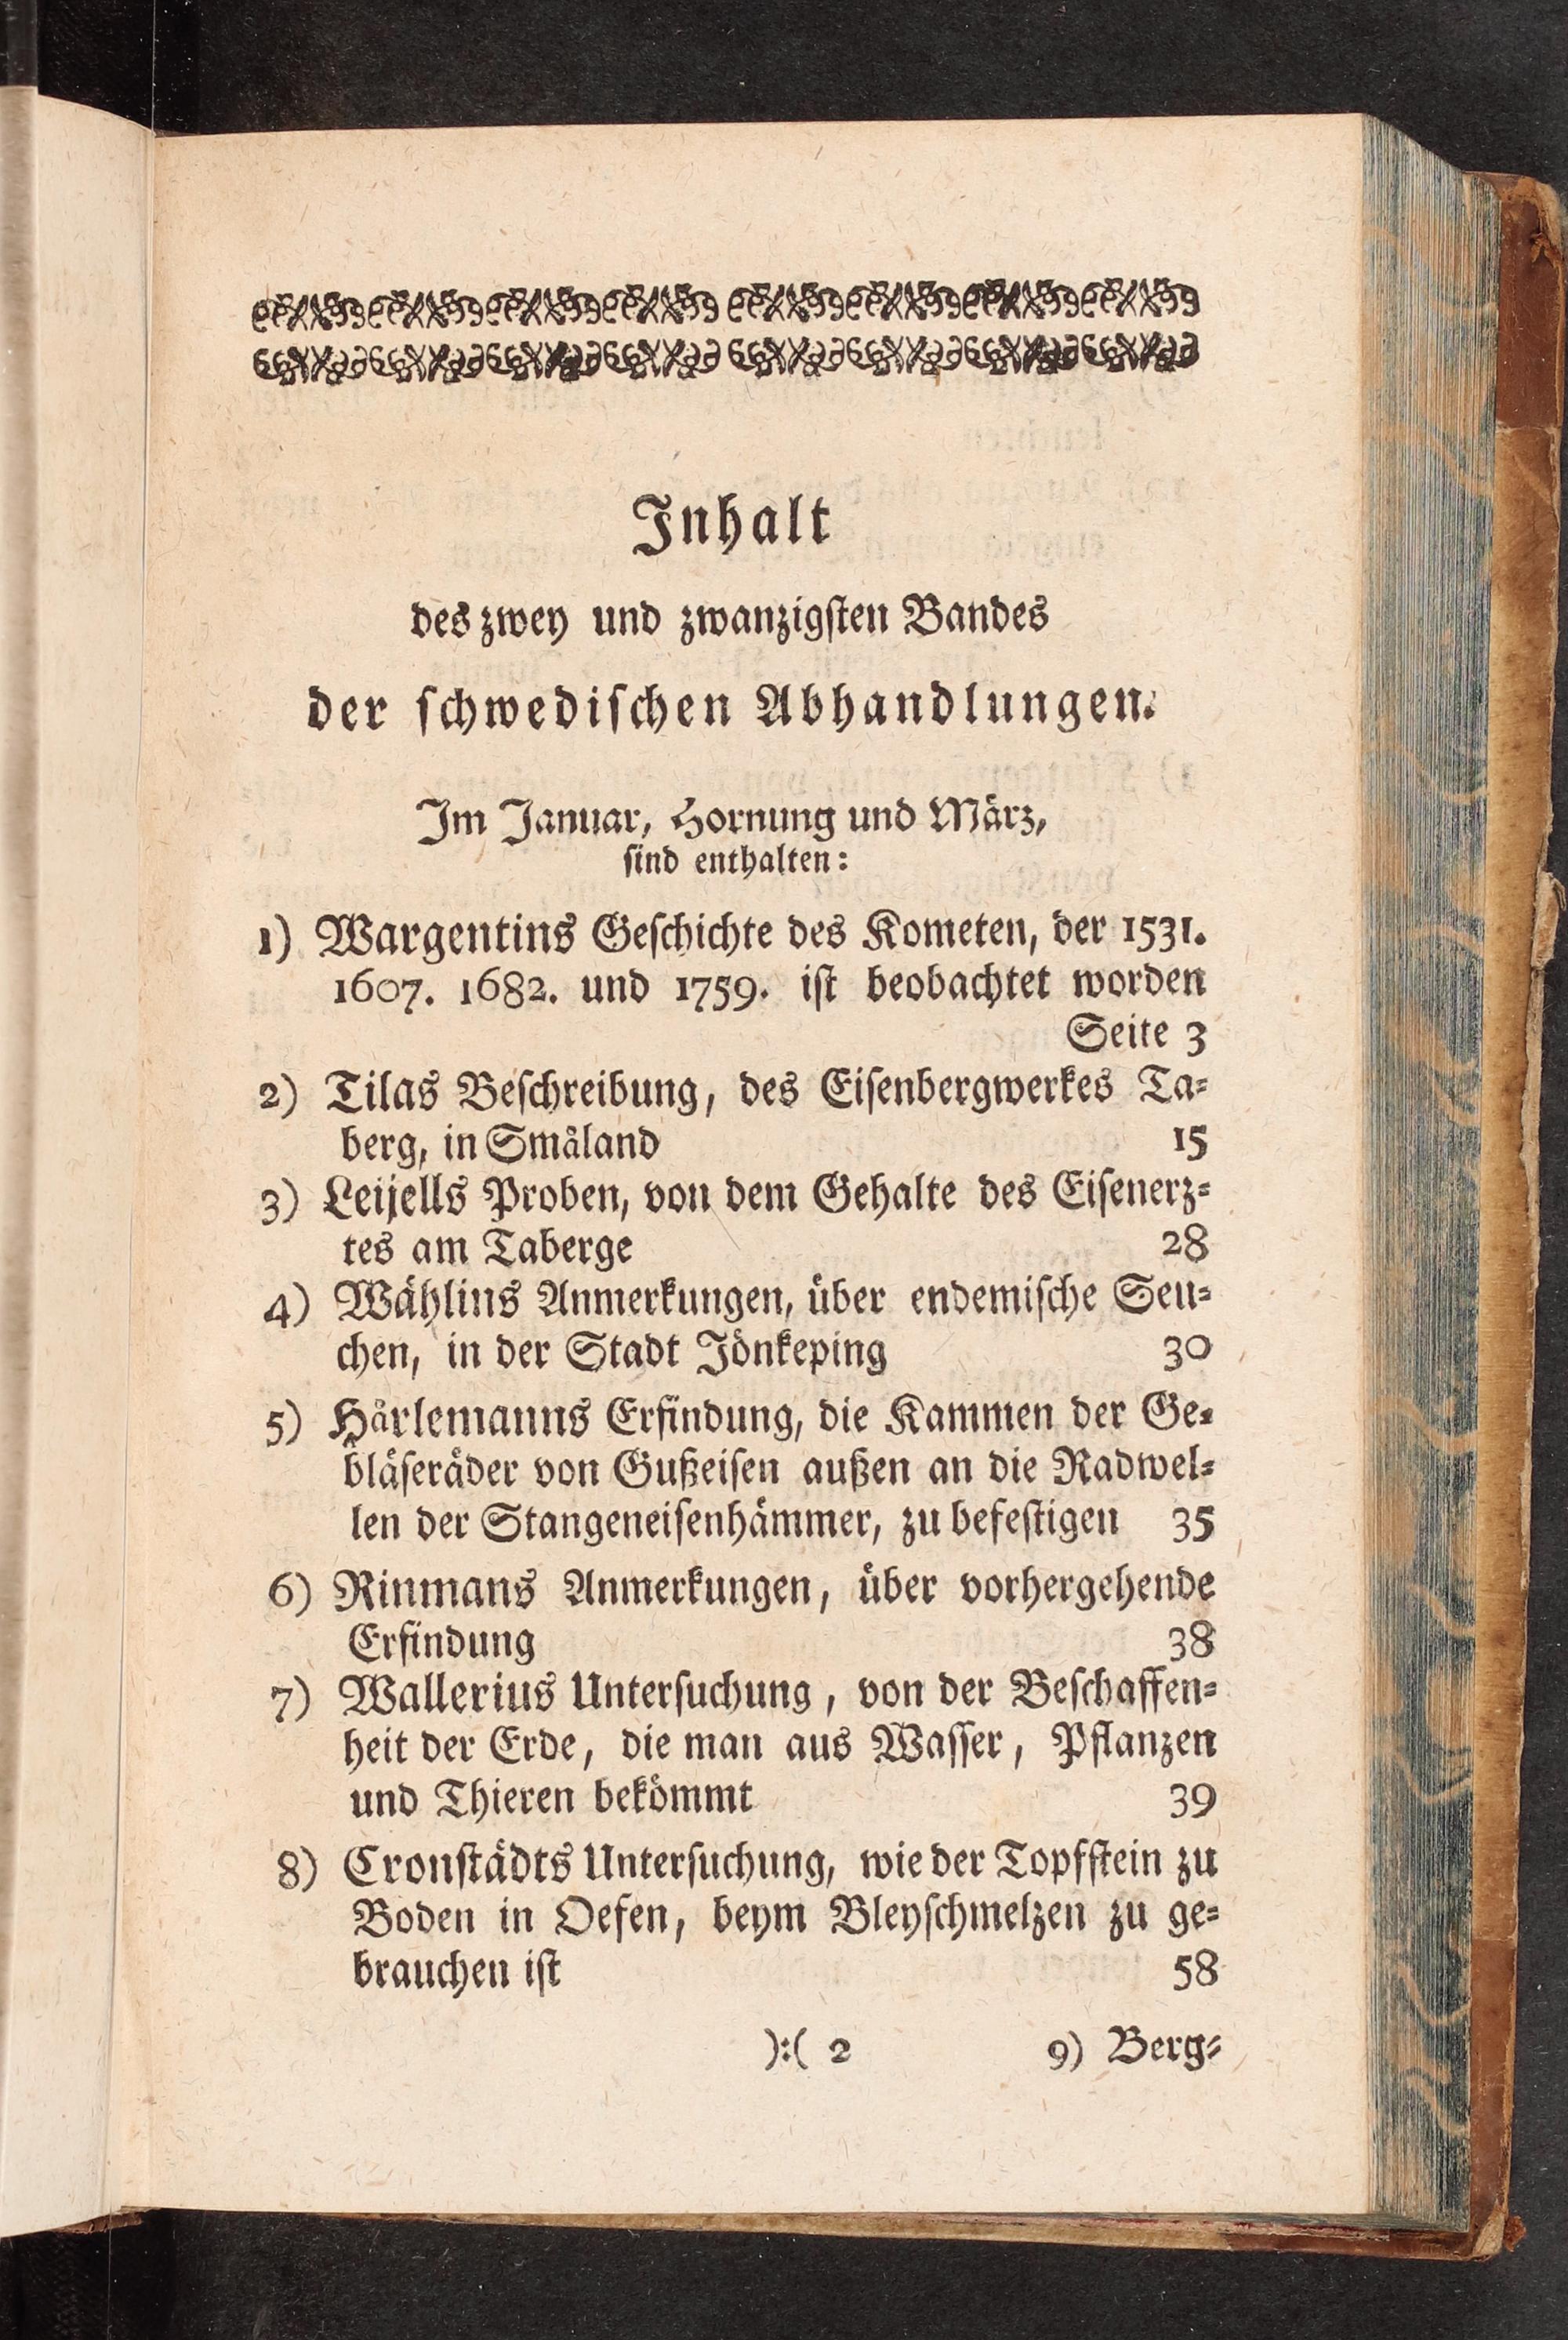 Inhalt
des zwey und zwanzigsten Bandes
der schwedischen Abhandlungen.
Im Januar, Hornung und März,
sind enthalten:
1) Wargentins Geschichte des Kometen, der 1531.
1607. 1682. und 1759. ist beobachtet worden
Seite 3
2) Tilas Beschreibung, des Eisenbergwerkes Ta-
berg, in Småland 15
3) Leijells Proben, von dem Gehalte des Eisenerz-
tes am Taberge 28
4) Wåhlins Anmerkungen, über endemische Seu-
chen, in der Stadt Jönkeping 30
5) Hårlemanns Erfindung, die Kammen der Ge-
bläseräder von Gußeisen außen an die Radwel-
len der Stangeneisenhämmer, zu befestigen 35
6) Rinmans Anmerkungen, über vorhergehende
Erfindung 38
7) Wallerius Untersuchung, von der Beschaffen-
heit der Erde, die man aus Wasser, Pflanzen
und Thieren bekömmt 39
8) Cronstädts Untersuchung, wie der Topfstein zu
Boden in Oefen, beym Bleyschmelzen zu ge-
brauchen ist 58
):( 2 9) Berg-